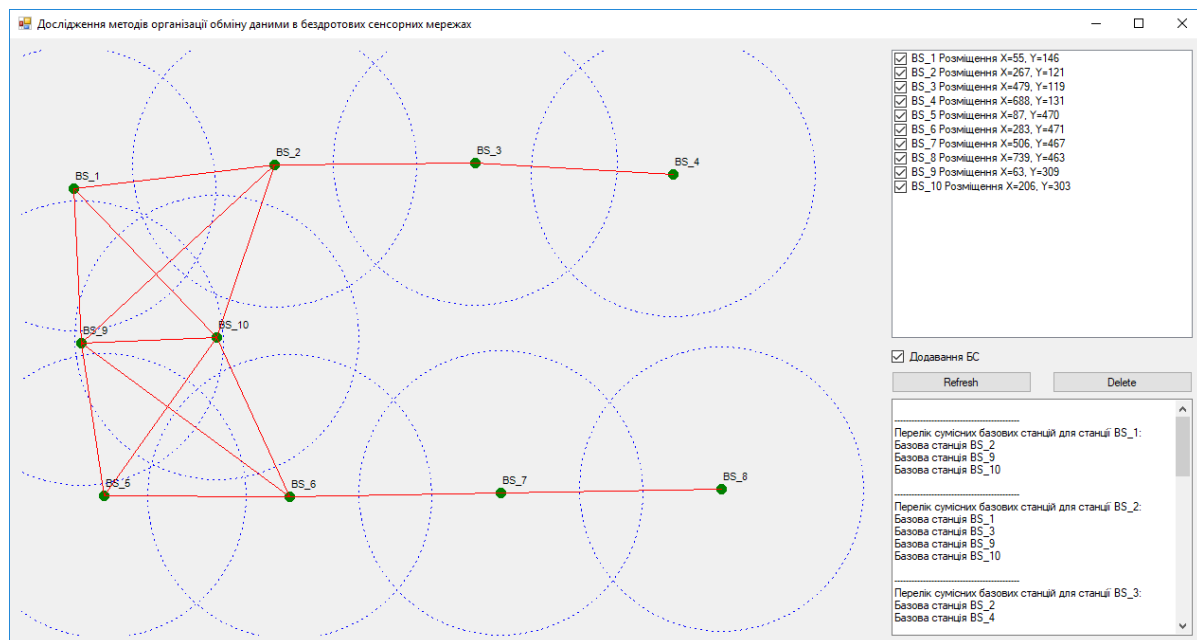 Дослідження методів організації обміну даними в бездротових сенсорних мережах
BS_1
BS_2
BS_3
BS_4
BS_9
BS_10
BS_5
BS_6
BS_7
BS_8
BS_1 Розміщення X=55, Y=146
BS_2 Розміщення X=267, Y=121
BS_3 Розміщення X=479, Y=119
BS_4 Розміщення X=688, Y=131
BS_5 Розміщення X=87, Y=470
BS_6 Розміщення X=283, Y=471
BS_7 Розміщення X=506, Y=467
BS_8 Розміщення X=739, Y=463
BS_9 Розміщення X=63, Y=309
BS_10 Розміщення X=206, Y=303
Додавання БС
Refresh
Delete
------------------------------------------
Перелік сумісних базових станцій для станції BS_1:
Базова станція BS_2
Базова станція BS_9
Базова станція BS_10
------------------------------------------
Перелік сумісних базових станцій для станції BS_2:
Базова станція BS_1
Базова станція BS_3
Базова станція BS_9
Базова станція BS_10
------------------------------------------
Перелік сумісних базових станцій для станції BS_3:
Базова станція BS_2
Базова станція BS_4